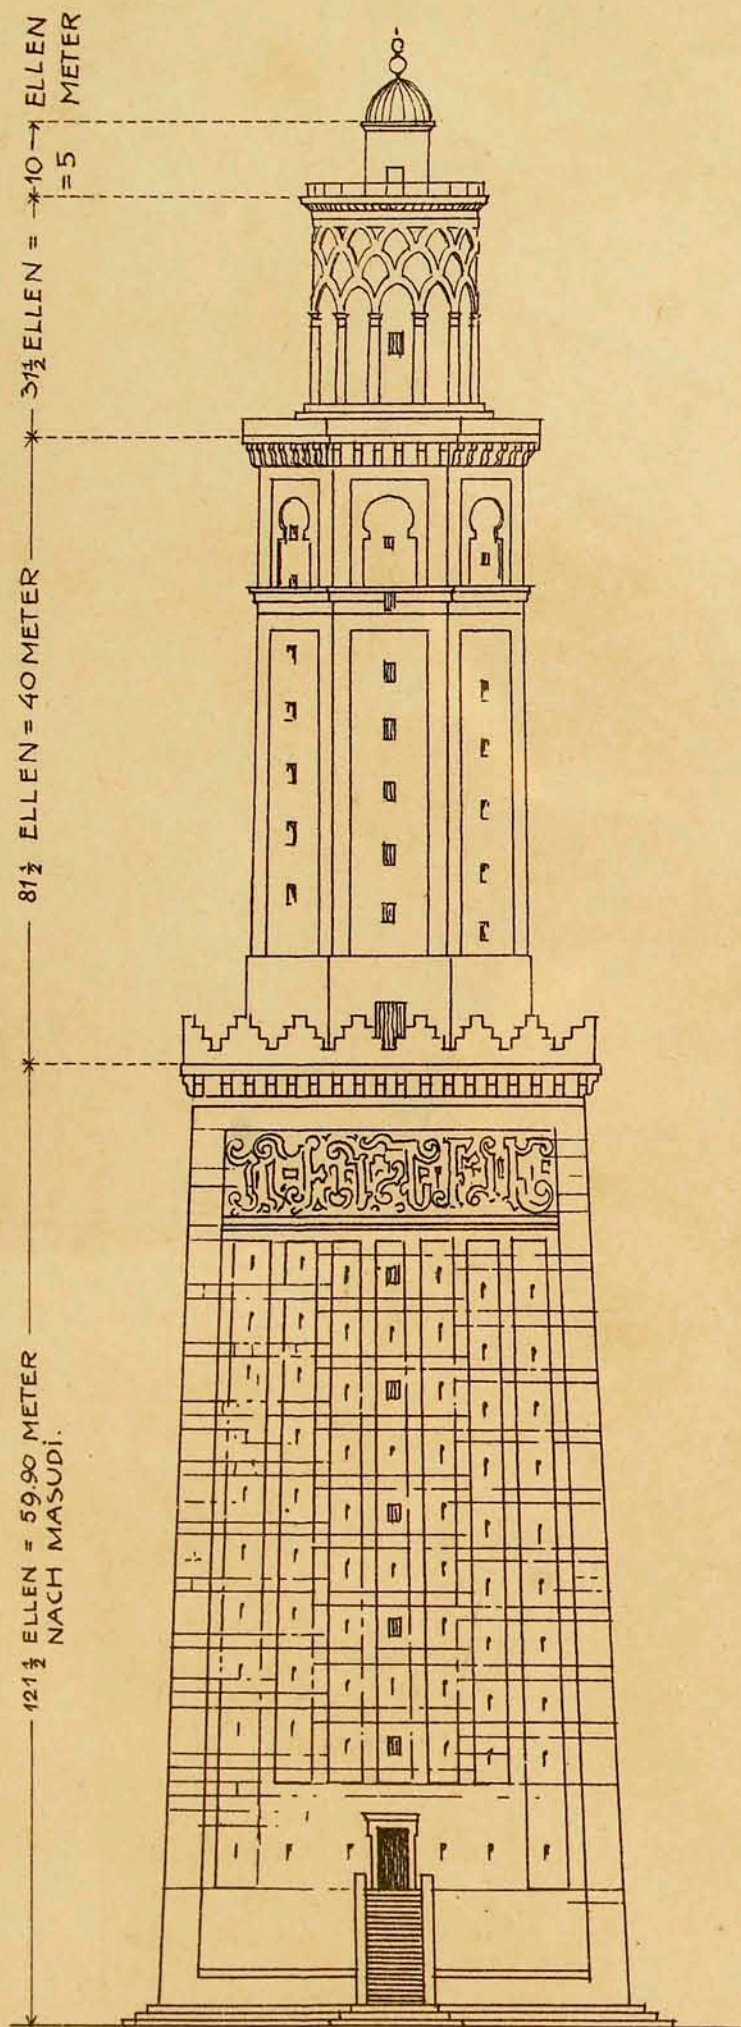 10 ELLEN
= 5 METER
31½ ELLEN =
81½ ELLEN = 40 METER
121½ ELLEN = 59.90 METER
NACH MASUDI.